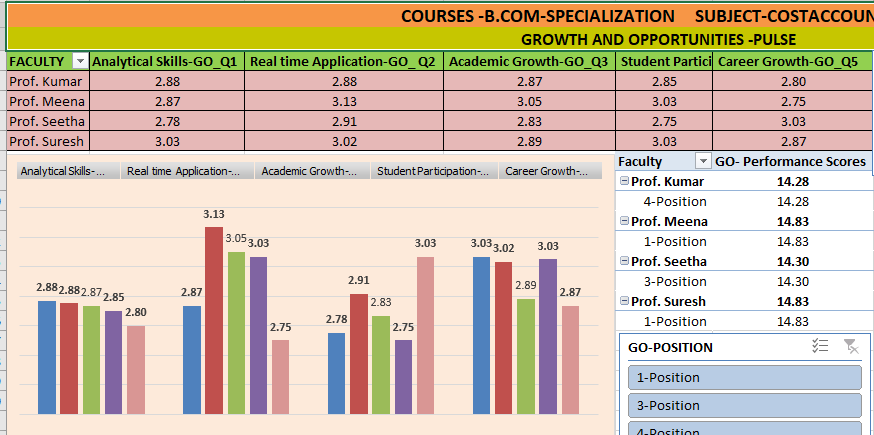 COURSES -B.COM-SPECIALIZATION SUBJECT-COSTACCOUN
GROWTH AND OPPORTUNITIES -PULSE
FACULTY Analytical Skills-GO_Q1 Real time Application-GO_ Q2 Academic Growth-GO_Q3 Student Partici Career Growth-GO_Q5
Prof. Kumar 2.88 2.88 2.87 2.85 2.80
Prof. Meena 2.87 3.13 3.05 3.03 2.75
Prof. Seetha 2.78 2.91 2.83 2.75 3.03
Prof. Suresh 3.03 3.02 2.89 3.03 2.87
Analytical Skills-... Real time Application-... Academic Growth-... Student Participation-... Career Growth-...
2.88 2.88 2.87 2.85 2.80
2.87 3.13 3.05 3.03 2.75
2.78 2.91 2.83 2.75 3.03
3.03 3.02 2.89 3.03 2.87
Faculty GO- Performance Scores
Prof. Kumar 14.28
4-Position 14.28
Prof. Meena 14.83
1-Position 14.83
Prof. Seetha 14.30
3-Position 14.30
Prof. Suresh 14.83
1-Position 14.83
GO-POSITION
1-Position
3-Position
4-Position